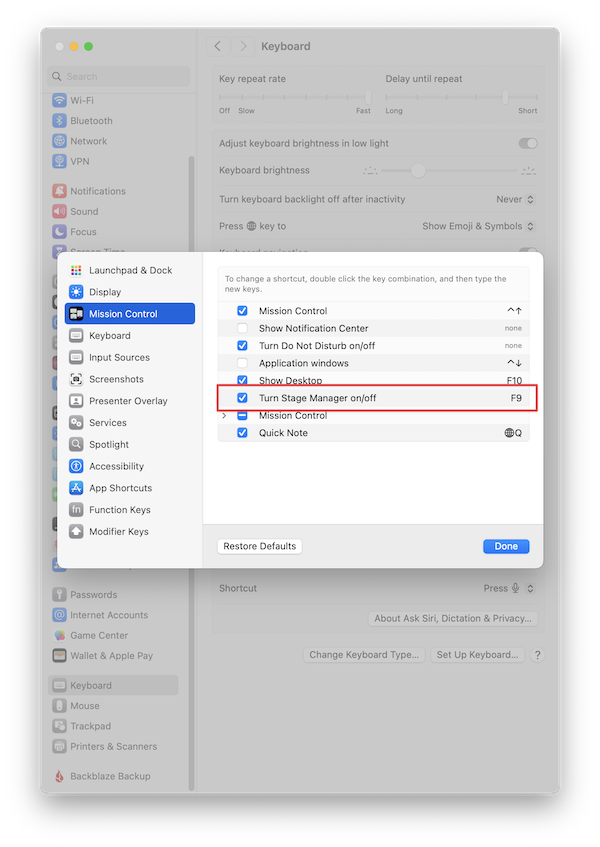 Keyboard
Search
Key repeat rate
Delay until repeat
Off Slow Fast Long Short
Wi-Fi
Bluetooth
Network
VPN
Notifications
Sound
Focus
Screen Time
Adjust keyboard brightness in low light
Keyboard brightness
Turn keyboard backlight off after inactivity Never
Press key to Show Emoji & Symbols
Keyboard navigation
Launchpad & Dock
Display
Mission Control
Keyboard
Input Sources
Screenshots
Presenter Overlay
Services
Spotlight
Accessibility
App Shortcuts
Function Keys
fn
Modifier Keys
To change a shortcut, double click the key combination, and then type the
new keys.
Mission Control ^↑
Show Notification Center none
Turn Do Not Disturb on/off none
Application windows ^↓
Show Desktop F10
Turn Stage Manager on/off F9
Mission Control
Quick Note Q
Restore Defaults
Done
Shortcut Press
About Ask Siri, Dictation & Privacy...
Change Keyboard Type...
Set Up Keyboard...
?
Passwords
Internet Accounts
Game Center
Wallet & Apple Pay
Keyboard
Mouse
Trackpad
Printers & Scanners
Backblaze Backup